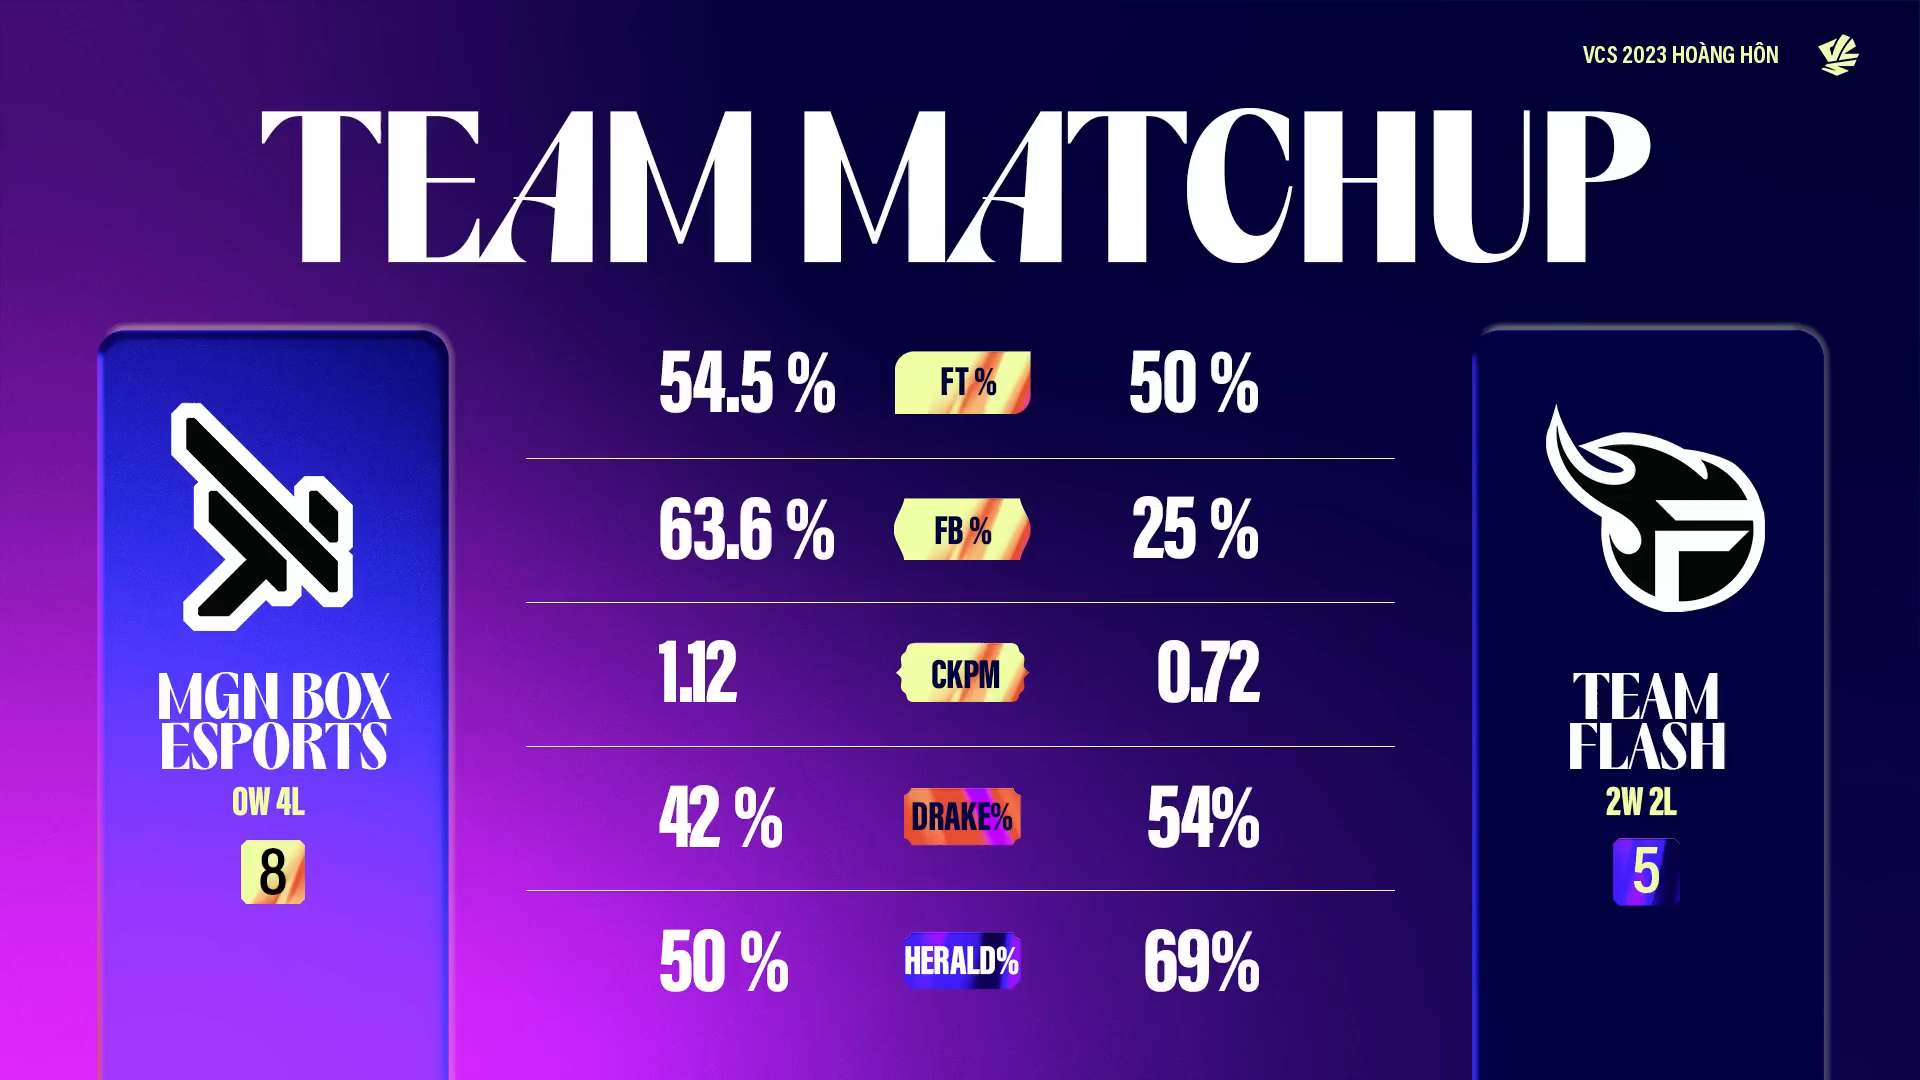 VCS 2023 HOÀNG HÔN
TEAM MATCHUP
54.5 % FT % 50 %
63.6 % FB % 25 %
1.12 CKPM 0.72
42 % DRAKE% 54%
50 % HERALD% 69%
MGN BOX
ESPORTS
0W 4L
8
TEAM
FLASH
2W 2L
5